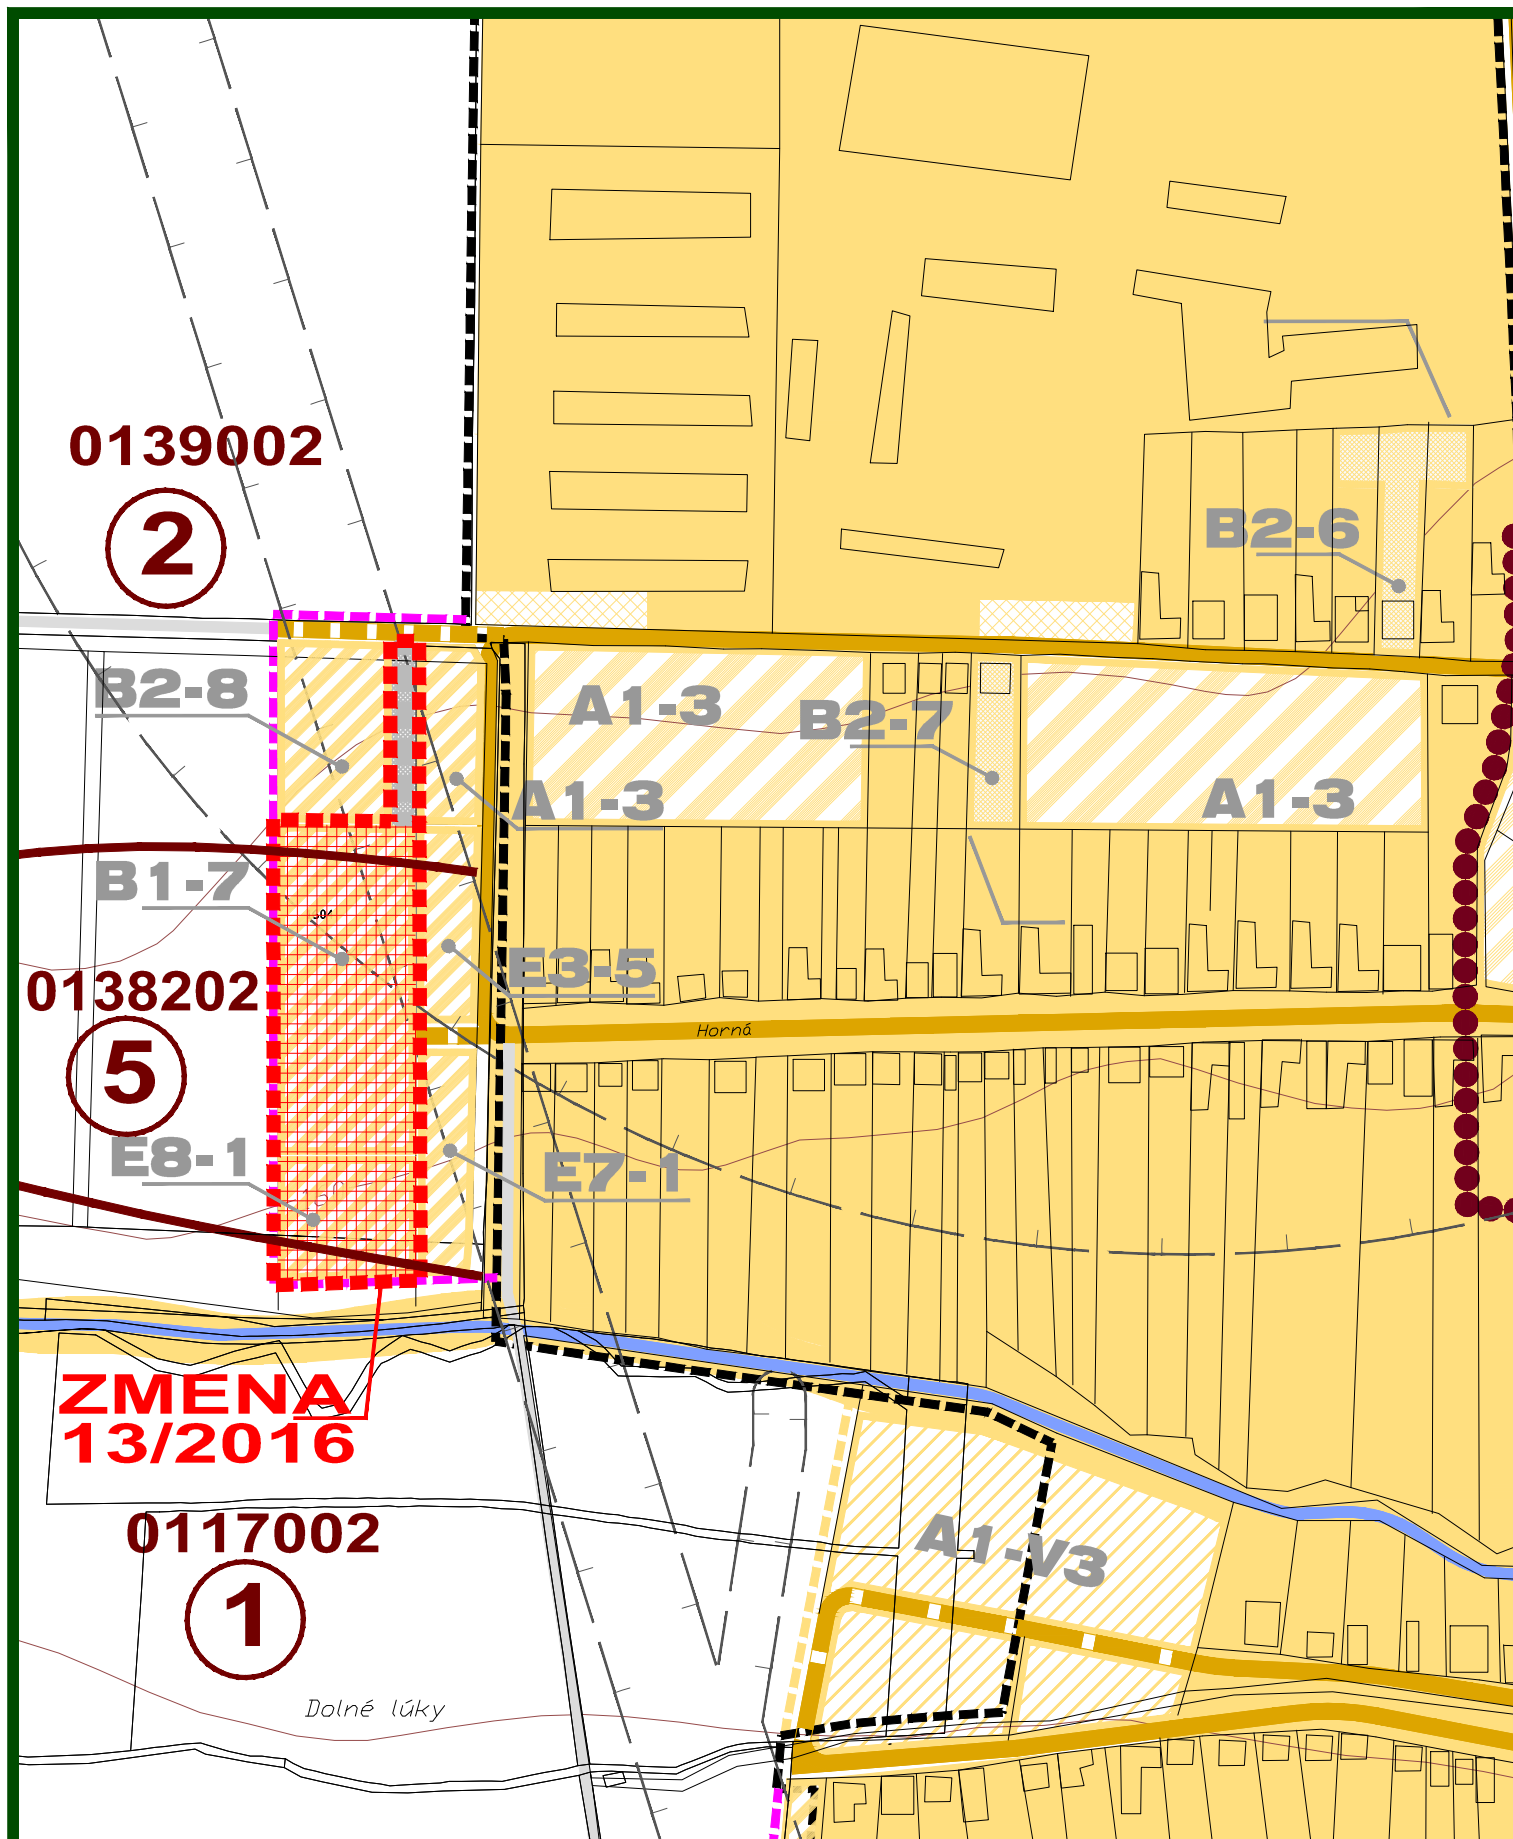 0139002
2
B2-6
B2-8
A1-3
B2-7
A1-3
A1-3
B1-7
E3-5
0138202
5
Horná
E8-1
E7-1
ZMENA
13/2016
0117002
1
A1-V3
Dolné lúky